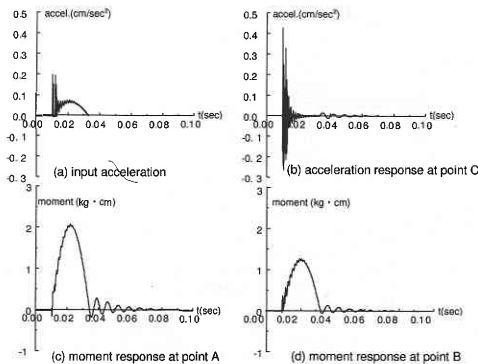 accel.(cm/sec²)
0.5
0.4
0.3
0.2
0.1
0.0
-0.1
-0.2
-0.3
0.00 0.02 0.04 0.06 0.08 0.10
t(sec)
(a) input acceleration
accel.(cm/sec²)
0.5
0.4
0.3
0.2
0.1
0.0
-0.1
-0.2
-0.3
0.00 0.02 0.04 0.06 0.08 0.10
t(sec)
(b) acceleration response at point C
moment (kg・cm)
3
2
1
0
-1
0.00 0.02 0.04 0.06 0.08 0.10
t(sec)
(c) moment response at point A
moment (kg・cm)
3
2
1
0
-1
0.00 0.02 0.04 0.06 0.08 0.10
t(sec)
(d) moment response at point B